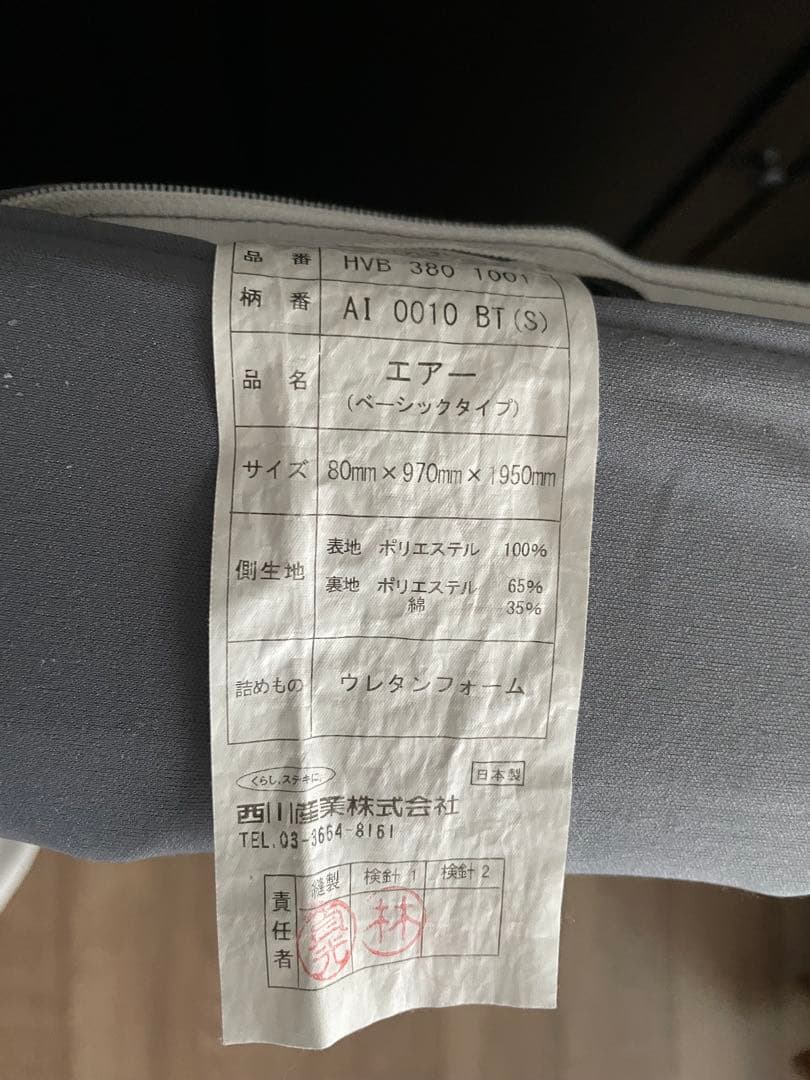 品番 HVB 380 1001
柄番 AI 0010 BT(S)
品名 エアー
(ベーシックタイプ)
サイズ 80mm×970mm×1950mm
側生地 表地 ポリエステル 100%
裏地 ポリエステル 65%
綿 35%
詰めもの ウレタンフォーム
くらし、ステキに。
日本製
西川産業株式会社
TEL.03-3664-8161
責任者 縫製 検針1 検針2
林